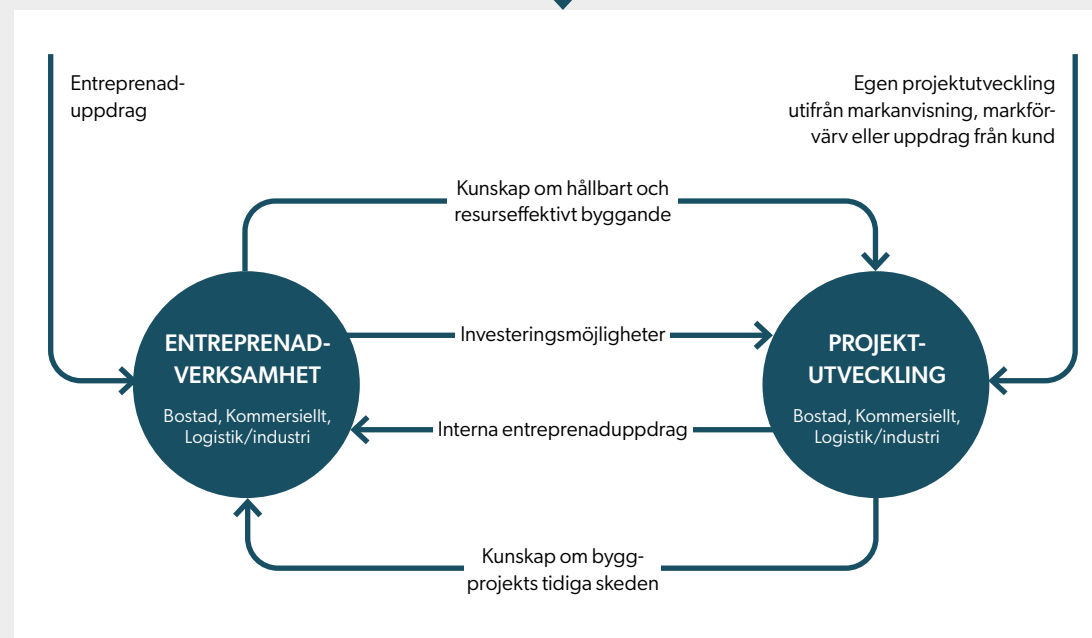 Entreprenad-
uppdrag
Egen projektutveckling
utifrån markanvisning, markför-
värv eller uppdrag från kund
Kunskap om hållbart och
resurseffektivt byggande
ENTREPRENAD-
VERKSAMHET
Bostad, Kommersiellt,
Logistik/industri
Investeringsmöjligheter
Interna entreprenaduppdrag
PROJEKT-
UTVECKLING
Bostad, Kommersiellt,
Logistik/industri
Kunskap om bygg-
projekts tidiga skeden